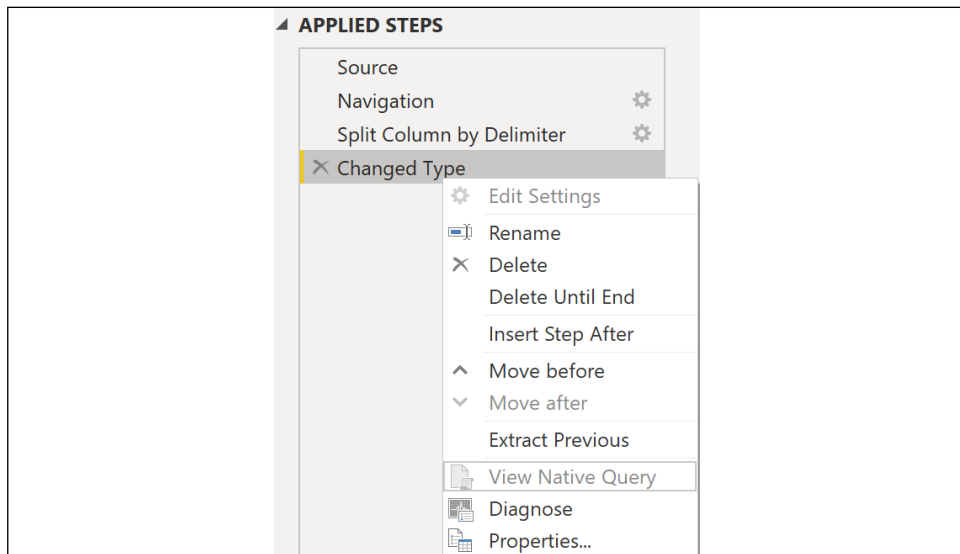 APPLIED STEPS
Source
Navigation
Split Column by Delimiter
Changed Type
Edit Settings
Rename
Delete
Delete Until End
Insert Step After
Move before
Move after
Extract Previous
View Native Query
Diagnose
Properties...